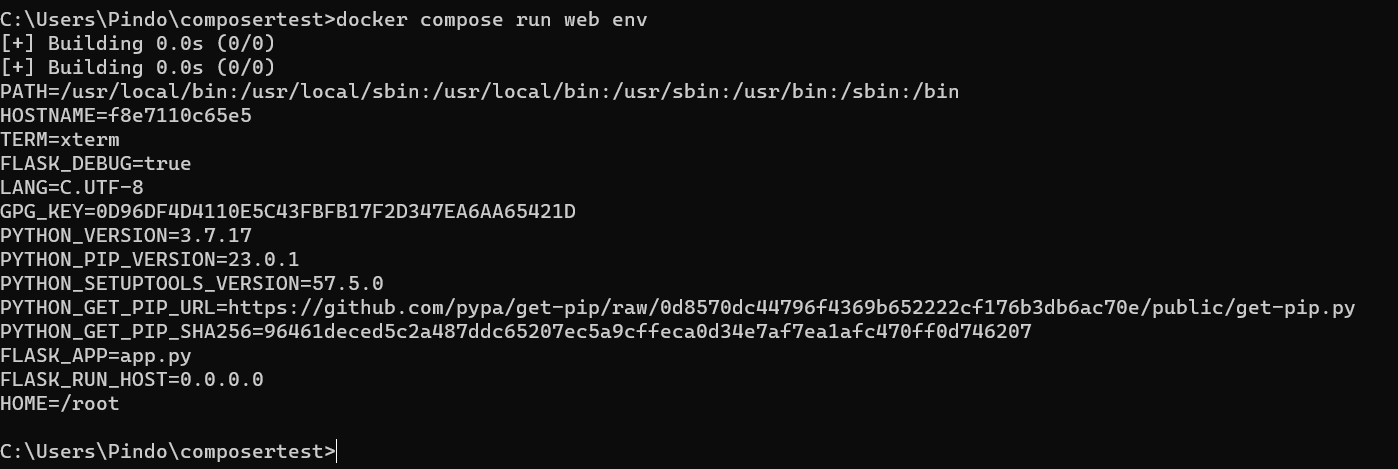 C:\Users\Pindo\composertest>docker compose run web env
[+] Building 0.0s (0/0)
[+] Building 0.0s (0/0)
PATH=/usr/local/bin:/usr/local/sbin:/usr/local/bin:/usr/sbin:/usr/bin:/sbin:/bin
HOSTNAME=f8e7110c65e5
TERM=xterm
FLASK_DEBUG=true
LANG=C.UTF-8
GPG_KEY=0D96DF4D4110E5C43FBFB17F2D347EA6AA65421D
PYTHON_VERSION=3.7.17
PYTHON_PIP_VERSION=23.0.1
PYTHON_SETUPTOOLS_VERSION=57.5.0
PYTHON_GET_PIP_URL=https://github.com/pypa/get-pip/raw/0d8570dc44796f4369b652222cf176b3db6ac70e/public/get-pip.py
PYTHON_GET_PIP_SHA256=96461deced5c2a487ddc65207ec5a9cffeca0d34e7af7ea1afc470ff0d746207
FLASK_APP=app.py
FLASK_RUN_HOST=0.0.0.0
HOME=/root
C:\Users\Pindo\composertest>